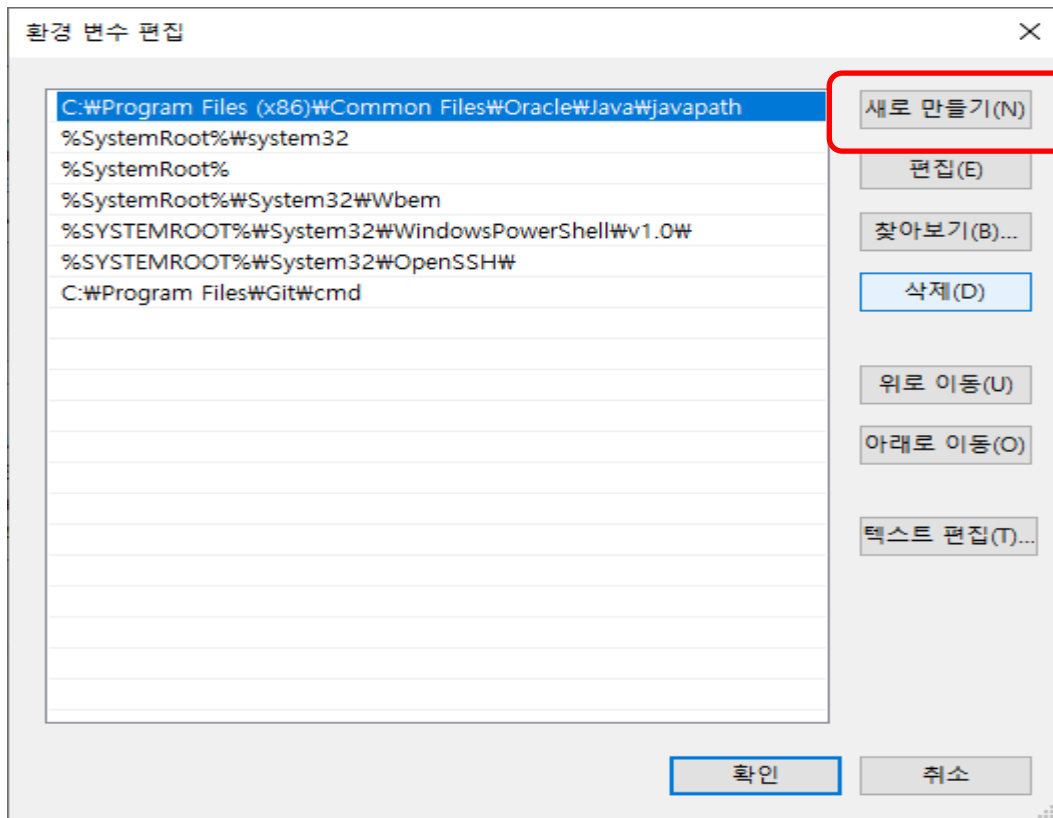 환경 변수 편집
C:₩Program Files (x86)₩Common Files₩Oracle₩Java₩javapath
%SystemRoot%₩system32
%SystemRoot%
%SystemRoot%₩System32₩Wbem
%SYSTEMROOT%₩System32₩WindowsPowerShell₩v1.0₩
%SYSTEMROOT%₩System32₩OpenSSH₩
C:₩Program Files₩Git₩cmd
새로 만들기(N)
편집(E)
찾아보기(B)...
삭제(D)
위로 이동(U)
아래로 이동(O)
텍스트 편집(T)...
확인
취소